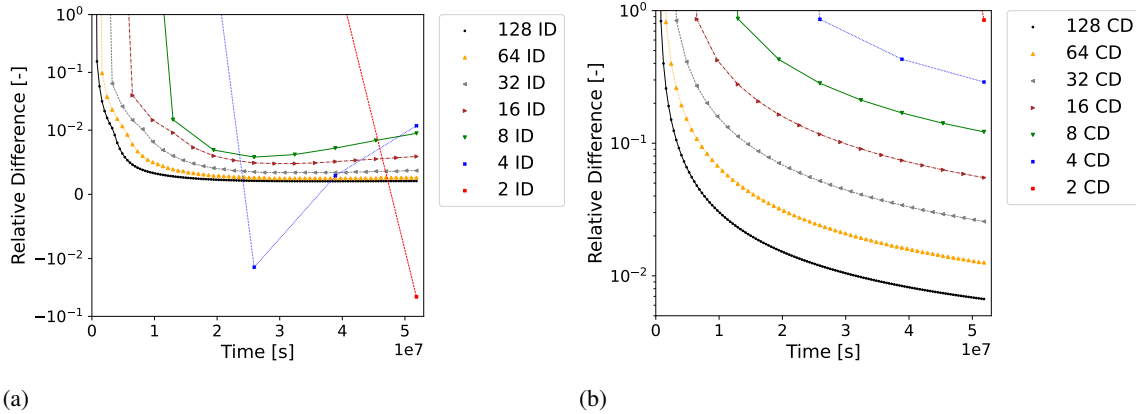 10^0
10^-1
10^-2
0
-10^-2
-10^-1
Relative Difference [-]
0 1 2 3 4 5
1e7
Time [s]
128 ID
64 ID
32 ID
16 ID
8 ID
4 ID
2 ID
(a)
10^0
10^-1
10^-2
Relative Difference [-]
0 1 2 3 4 5
1e7
Time [s]
128 CD
64 CD
32 CD
16 CD
8 CD
4 CD
2 CD
(b)